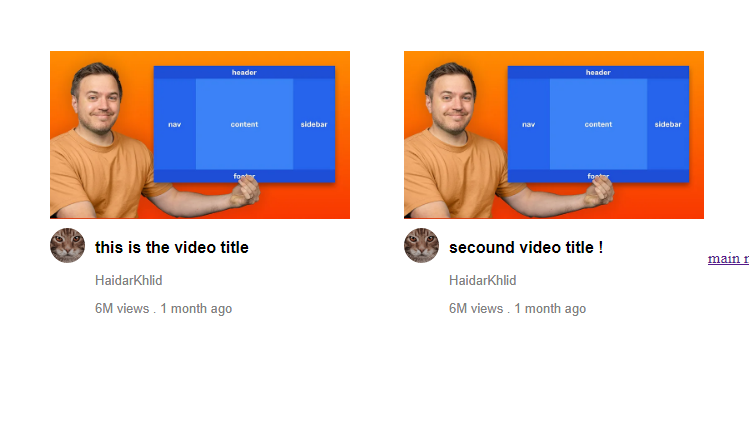 header
nav content sidebar
footer
this is the video title
HaidarKhlid
6M views . 1 month ago
header
nav content sidebar
footer
secound video title !
HaidarKhlid
6M views . 1 month ago
main